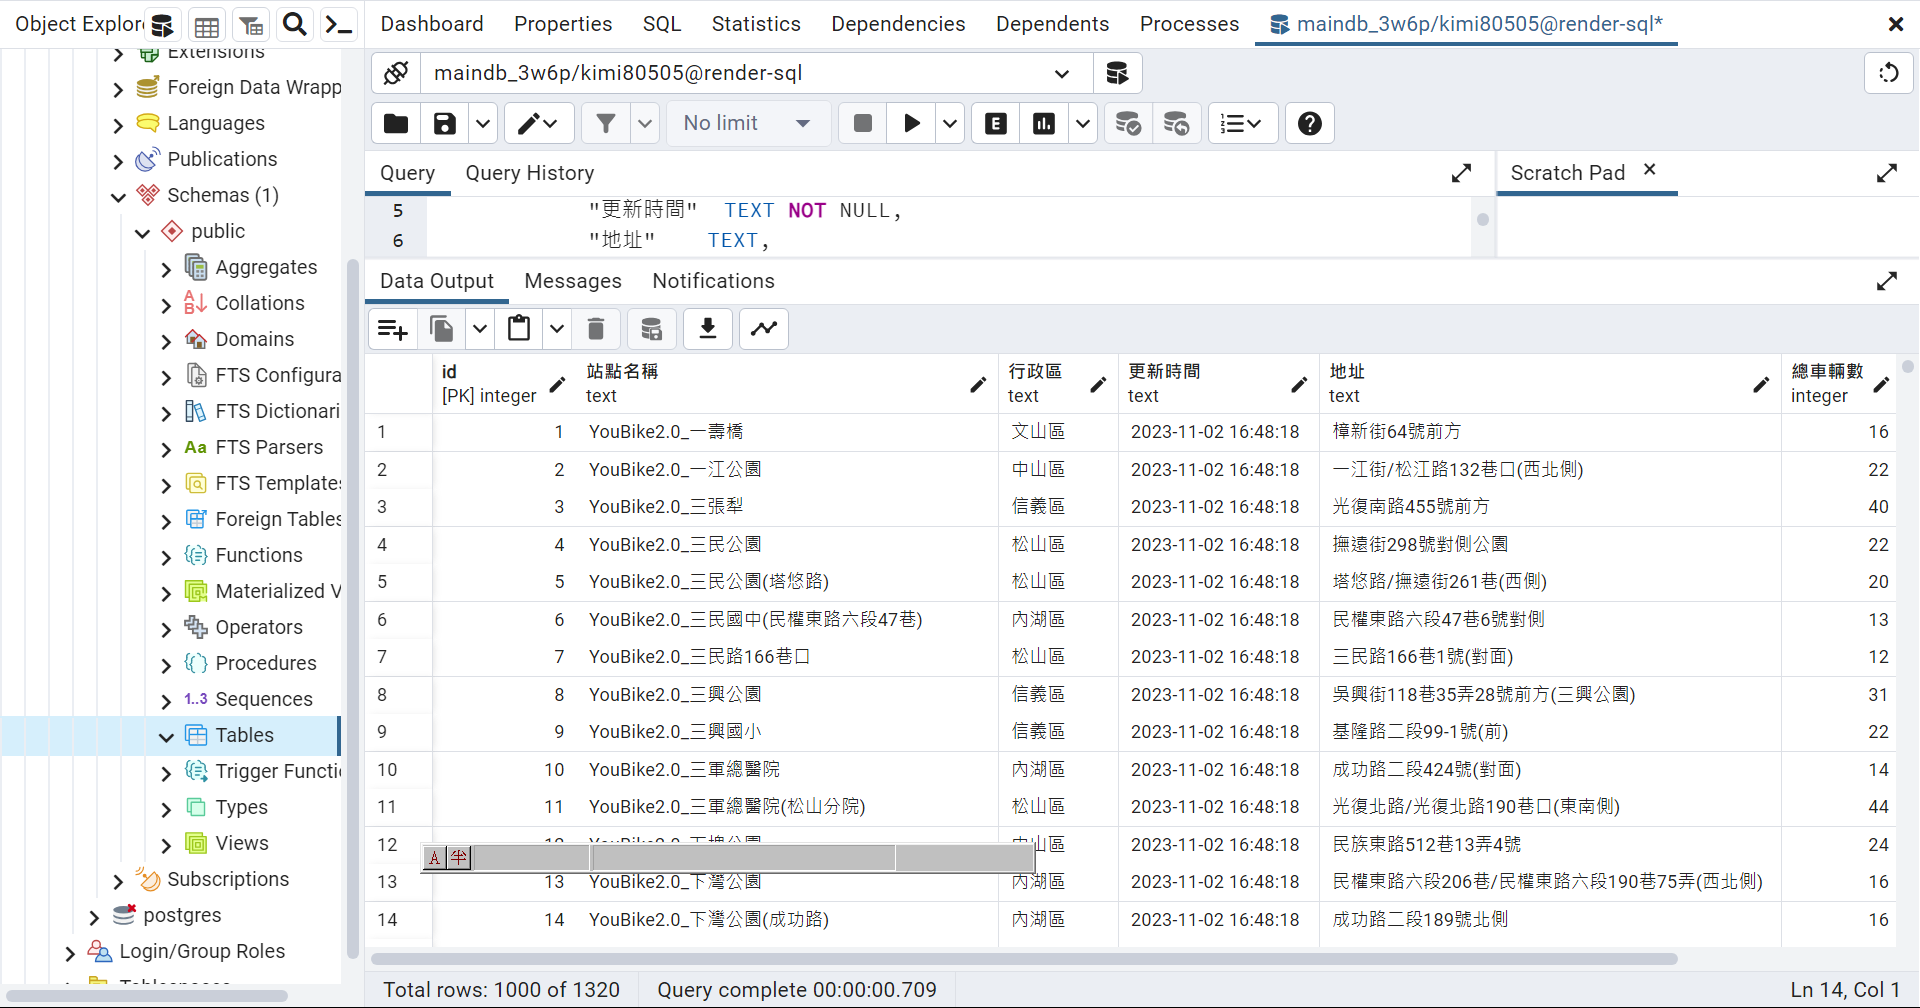 Object Explor
Dashboard Properties SQL Statistics Dependencies Dependents Processes maindb_3w6p/kimi80505@render-sql*
Extensions
Foreign Data Wrapp
Languages
Publications
Schemas (1)
public
Aggregates
Collations
Domains
FTS Configura
FTS Dictionari
Aa FTS Parsers
FTS Templates
Foreign Tables
Functions
Materialized V
Operators
Procedures
1..3 Sequences
Tables
Trigger Functi
Types
Views
Subscriptions
postgres
Login/Group Roles
maindb_3w6p/kimi80505@render-sql
No limit
E
Query Query History
Scratch Pad
5 "更新時間" TEXT NOT NULL,
6 "地址" TEXT,
Data Output Messages Notifications
id 站點名稱 行政區 更新時間 地址 總車輛數
[PK] integer text text text text integer
1 1 YouBike2.0_一壽橋 文山區 2023-11-02 16:48:18 樟新街64號前方 16
2 2 YouBike2.0_一江公園 中山區 2023-11-02 16:48:18 一江街/松江路132巷口(西北側) 22
3 3 YouBike2.0_三張犁 信義區 2023-11-02 16:48:18 光復南路455號前方 40
4 4 YouBike2.0_三民公園 松山區 2023-11-02 16:48:18 撫遠街298號對側公園 22
5 5 YouBike2.0_三民公園(塔悠路) 松山區 2023-11-02 16:48:18 塔悠路/撫遠街261巷(西側) 20
6 6 YouBike2.0_三民國中(民權東路六段47巷) 內湖區 2023-11-02 16:48:18 民權東路六段47巷6號對側 13
7 7 YouBike2.0_三民路166巷口 松山區 2023-11-02 16:48:18 三民路166巷1號(對面) 12
8 8 YouBike2.0_三興公園 信義區 2023-11-02 16:48:18 吳興街118巷35弄28號前方(三興公園) 31
9 9 YouBike2.0_三興國小 信義區 2023-11-02 16:48:18 基隆路二段99-1號(前) 22
10 10 YouBike2.0_三軍總醫院 內湖區 2023-11-02 16:48:18 成功路二段424號(對面) 14
11 11 YouBike2.0_三軍總醫院(松山分院) 松山區 2023-11-02 16:48:18 光復北路/光復北路190巷口(東南側) 44
12 山區 2023-11-02 16:48:18 民族東路512巷13弄4號 24
A 半
13 13 YouBike2.0_下灣公園 內湖區 2023-11-02 16:48:18 民權東路六段206巷/民權東路六段190巷75弄(西北側) 16
14 14 YouBike2.0_下灣公園(成功路) 內湖區 2023-11-02 16:48:18 成功路二段189號北側 16
Total rows: 1000 of 1320 Query complete 00:00:00.709 Ln 14, Col 1